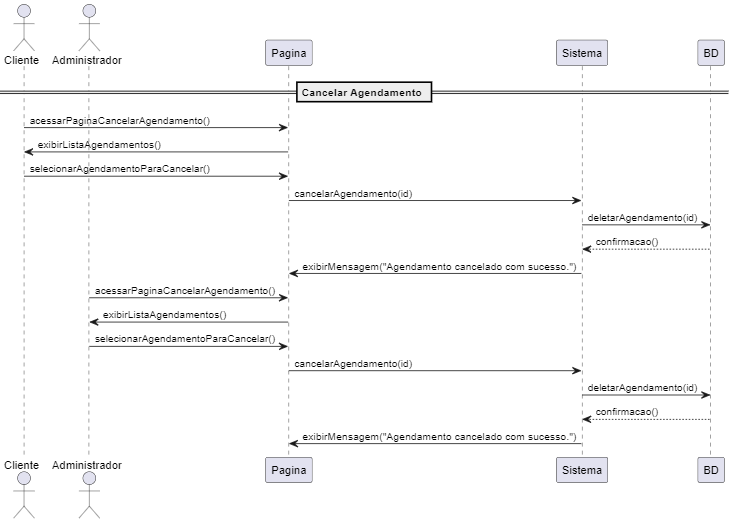 Cliente
Administrador
Pagina
Sistema
BD
Cancelar Agendamento
acessarPaginaCancelarAgendamento()
exibirListaAgendamentos()
selecionarAgendamentoParaCancelar()
cancelarAgendamento(id)
deletarAgendamento(id)
confirmacao()
exibirMensagem("Agendamento cancelado com sucesso.")
acessarPaginaCancelarAgendamento()
exibirListaAgendamentos()
selecionarAgendamentoParaCancelar()
cancelarAgendamento(id)
deletarAgendamento(id)
confirmacao()
exibirMensagem("Agendamento cancelado com sucesso.")
Cliente
Administrador
Pagina
Sistema
BD